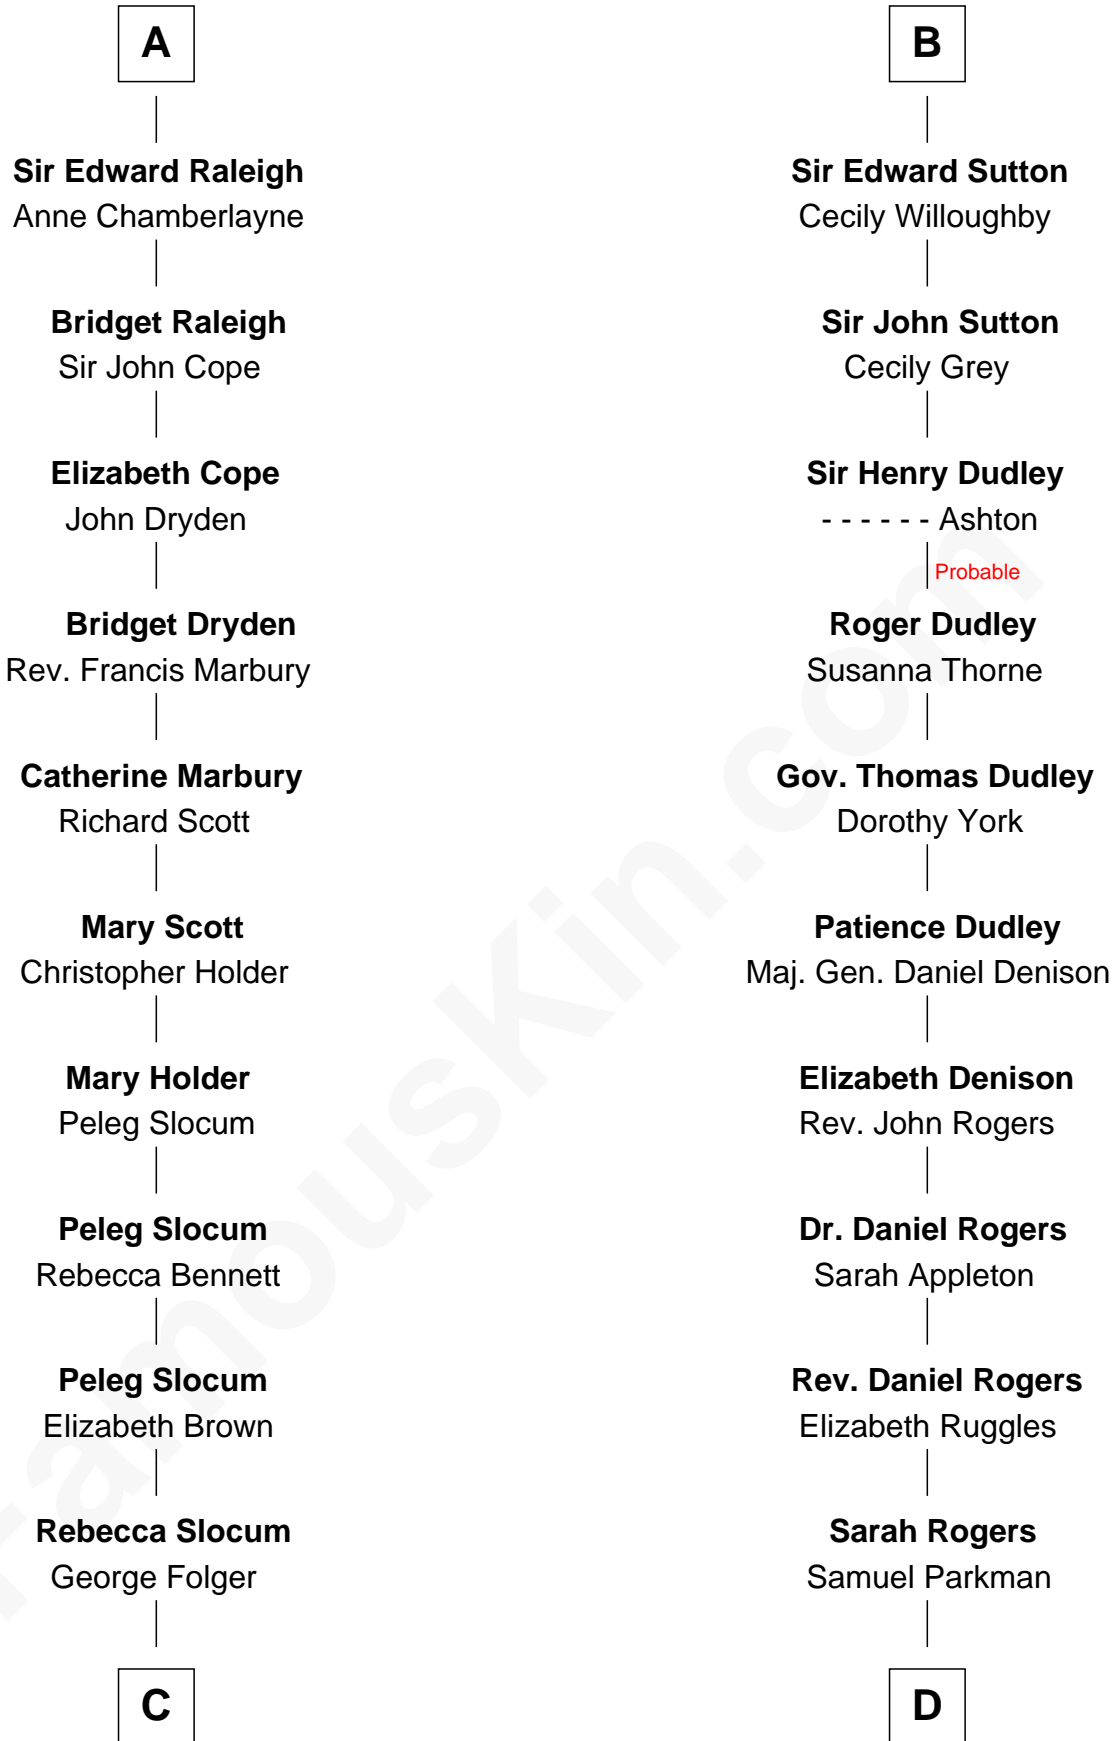 A
Sir Edward Raleigh
Anne Chamberlayne
Bridget Raleigh
Sir John Cope
Elizabeth Cope
John Dryden
Bridget Dryden
Rev. Francis Marbury
Catherine Marbury
Richard Scott
Mary Scott
Christopher Holder
Mary Holder
Peleg Slocum
Peleg Slocum
Rebecca Bennett
Peleg Slocum
Elizabeth Brown
Rebecca Slocum
George Folger
C
B
Sir Edward Sutton
Cecily Willoughby
Sir John Sutton
Cecily Grey
Sir Henry Dudley
- - - - - - Ashton
Probable
Roger Dudley
Susanna Thorne
Gov. Thomas Dudley
Dorothy York
Patience Dudley
Maj. Gen. Daniel Denison
Elizabeth Denison
Rev. John Rogers
Dr. Daniel Rogers
Sarah Appleton
Rev. Daniel Rogers
Elizabeth Ruggles
Sarah Rogers
Samuel Parkman
D
FamousKin.com